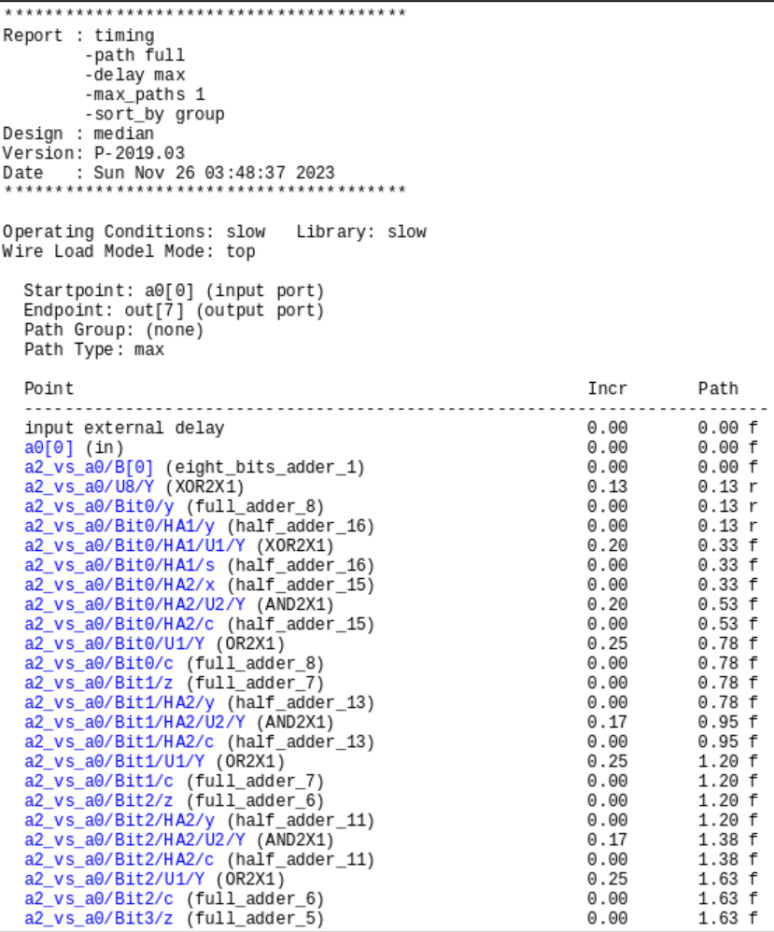 ****************************************
Report : timing
        -path full
        -delay max
        -max_paths 1
        -sort_by group
Design : median
Version: P-2019.03
Date   : Sun Nov 26 03:48:37 2023
****************************************

Operating Conditions: slow   Library: slow
Wire Load Model Mode: top

  Startpoint: a0[0] (input port)
  Endpoint: out[7] (output port)
  Path Group: (none)
  Path Type: max

  Point                                                Incr       Path
  --------------------------------------------------------------------------
  input external delay                                 0.00       0.00 f
  a0[0] (in)                                           0.00       0.00 f
  a2_vs_a0/B[0] (eight_bits_adder_1)                   0.00       0.00 f
  a2_vs_a0/U8/Y (XOR2X1)                               0.13       0.13 r
  a2_vs_a0/Bit0/y (full_adder_8)                       0.00       0.13 r
  a2_vs_a0/Bit0/HA1/y (half_adder_16)                  0.00       0.13 r
  a2_vs_a0/Bit0/HA1/U1/Y (XOR2X1)                      0.20       0.33 f
  a2_vs_a0/Bit0/HA1/s (half_adder_16)                  0.00       0.33 f
  a2_vs_a0/Bit0/HA2/x (half_adder_15)                  0.00       0.33 f
  a2_vs_a0/Bit0/HA2/U2/Y (AND2X1)                      0.20       0.53 f
  a2_vs_a0/Bit0/HA2/c (half_adder_15)                  0.00       0.53 f
  a2_vs_a0/Bit0/U1/Y (OR2X1)                           0.25       0.78 f
  a2_vs_a0/Bit0/c (full_adder_8)                       0.00       0.78 f
  a2_vs_a0/Bit1/z (full_adder_7)                       0.00       0.78 f
  a2_vs_a0/Bit1/HA2/y (half_adder_13)                  0.00       0.78 f
  a2_vs_a0/Bit1/HA2/U2/Y (AND2X1)                      0.17       0.95 f
  a2_vs_a0/Bit1/HA2/c (half_adder_13)                  0.00       0.95 f
  a2_vs_a0/Bit1/U1/Y (OR2X1)                           0.25       1.20 f
  a2_vs_a0/Bit1/c (full_adder_7)                       0.00       1.20 f
  a2_vs_a0/Bit2/z (full_adder_6)                       0.00       1.20 f
  a2_vs_a0/Bit2/HA2/y (half_adder_11)                  0.00       1.20 f
  a2_vs_a0/Bit2/HA2/U2/Y (AND2X1)                      0.17       1.38 f
  a2_vs_a0/Bit2/HA2/c (half_adder_11)                  0.00       1.38 f
  a2_vs_a0/Bit2/U1/Y (OR2X1)                           0.25       1.63 f
  a2_vs_a0/Bit2/c (full_adder_6)                       0.00       1.63 f
  a2_vs_a0/Bit3/z (full_adder_5)                       0.00       1.63 f